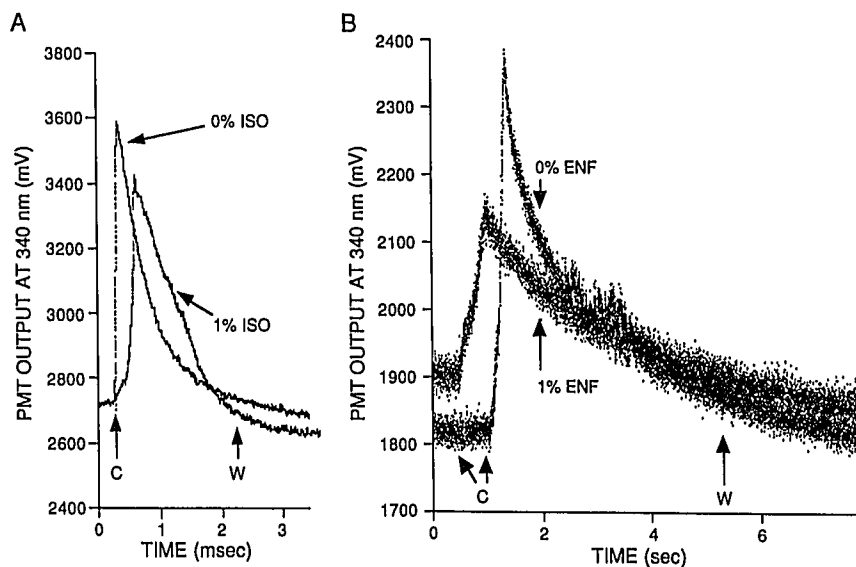 A
PMT OUTPUT AT 340 nm (mV)
3800
3600
3400
3200
3000
2800
2600
2400
0% ISO
1% ISO
C
W
0
1
2
3
TIME (msec)
B
PMT OUTPUT AT 340 nm (mV)
2400
2300
2200
2100
2000
1900
1800
1700
0% ENF
1% ENF
C
W
0
2
4
6
TIME (sec)